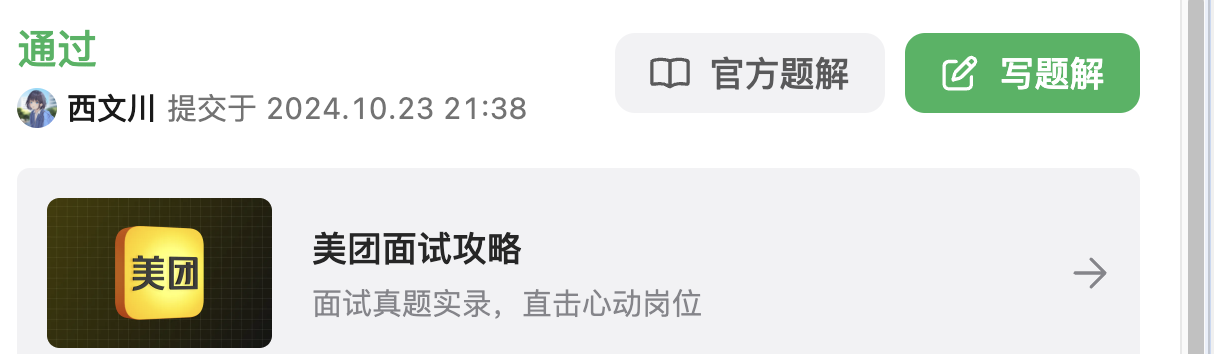 通过
官方题解
写题解
西文川 提交于 2024.10.23 21:38
美团
美团面试攻略
面试真题实录，直击心动岗位